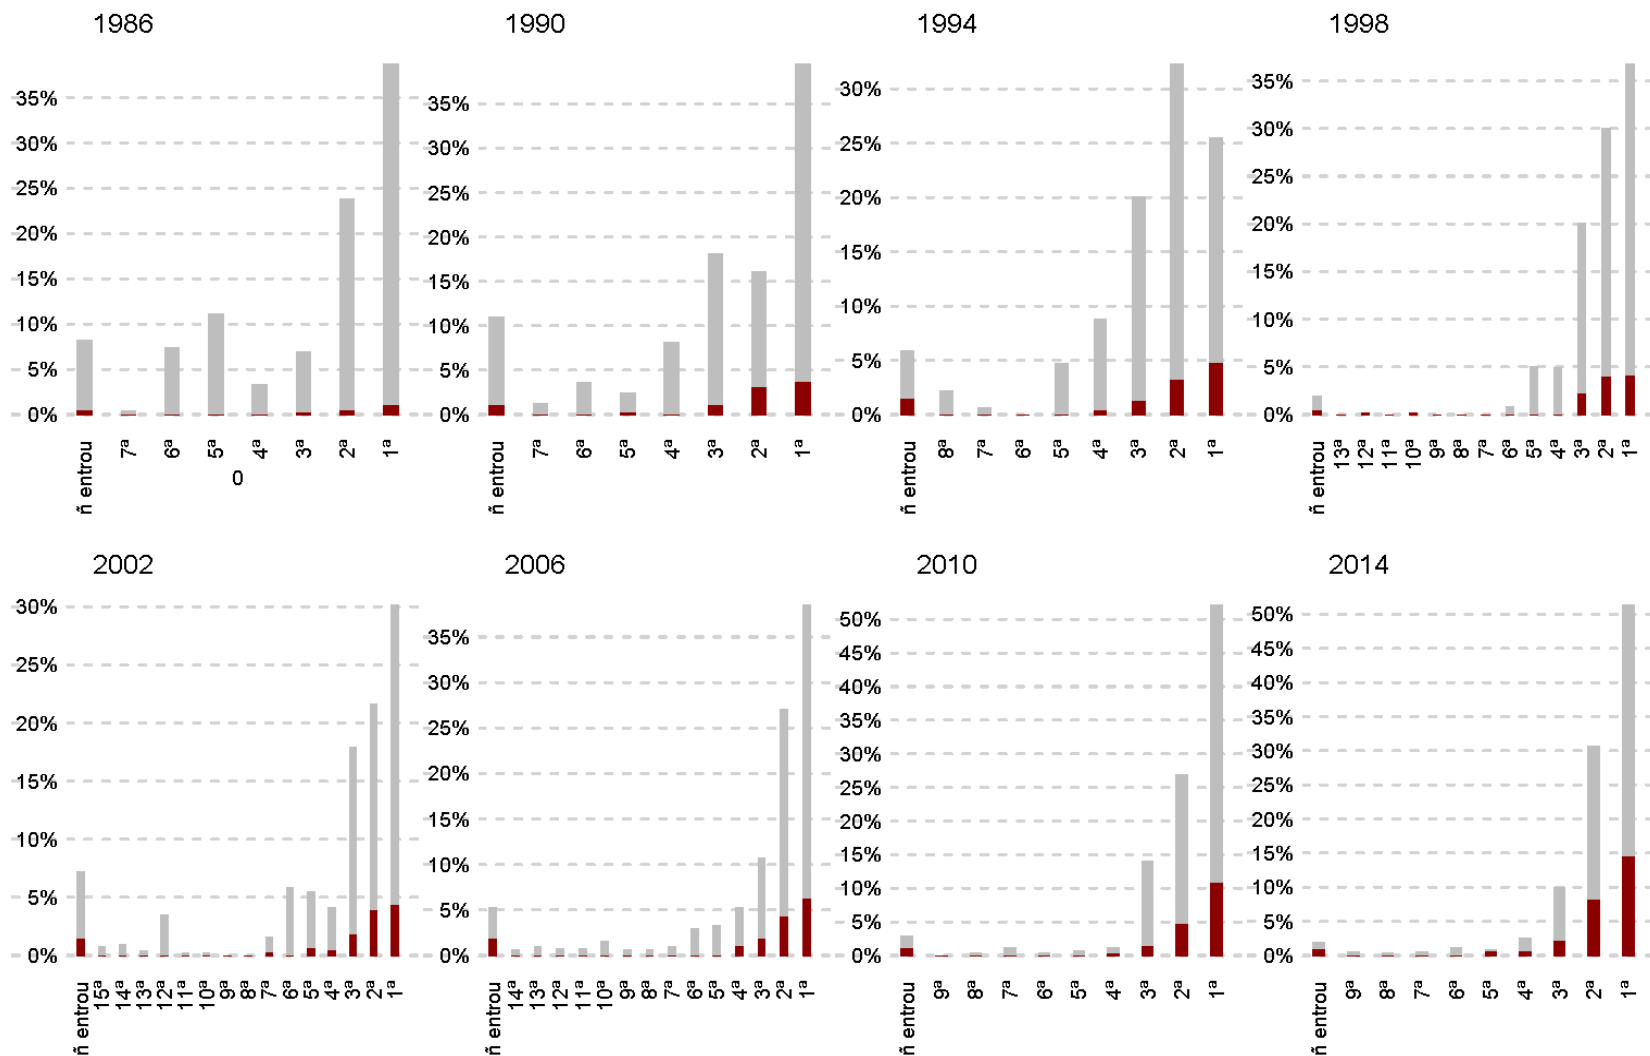 1986
35%
30%
25%
20%
15%
10%
5%
0%
ñ entrou
7ª
6ª
5ª
4ª
3ª
2ª
1ª
0
1990
35%
30%
25%
20%
15%
10%
5%
0%
ñ entrou
7ª
6ª
5ª
4ª
3ª
2ª
1ª
1994
30%
25%
20%
15%
10%
5%
0%
ñ entrou
8ª
7ª
6ª
5ª
4ª
3ª
2ª
1ª
1998
35%
30%
25%
20%
15%
10%
5%
0%
ñ entrou
13ª
12ª
11ª
10ª
9ª
8ª
7ª
6ª
5ª
4ª
3ª
2ª
1ª
2002
30%
25%
20%
15%
10%
5%
0%
ñ entrou
15ª
14ª
13ª
12ª
11ª
10ª
9ª
8ª
7ª
6ª
5ª
4ª
3ª
2ª
1ª
2006
35%
30%
25%
20%
15%
10%
5%
0%
ñ entrou
14ª
13ª
12ª
11ª
10ª
9ª
8ª
7ª
6ª
5ª
4ª
3ª
2ª
1ª
2010
50%
45%
40%
35%
30%
25%
20%
15%
10%
5%
0%
ñ entrou
9ª
8ª
7ª
6ª
5ª
4ª
3ª
2ª
1ª
2014
50%
45%
40%
35%
30%
25%
20%
15%
10%
5%
0%
ñ entrou
9ª
8ª
7ª
6ª
5ª
4ª
3ª
2ª
1ª